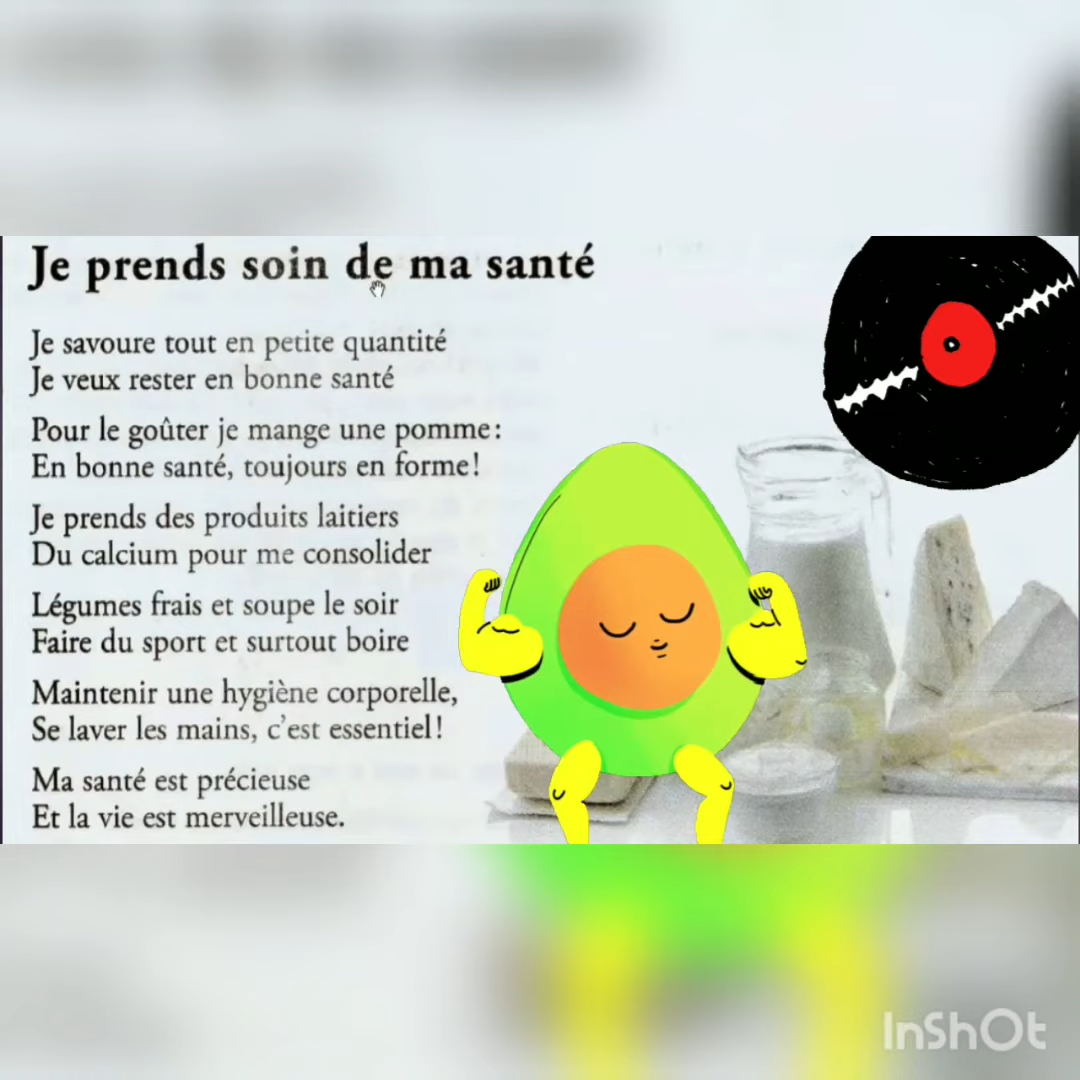 Je prends soin de ma santé
Je savoure tout en petite quantité
Je veux rester en bonne santé
Pour le goûter je mange une pomme:
En bonne santé, toujours en forme!
Je prends des produits laitiers
Du calcium pour me consolider
Légumes frais et soupe le soir
Faire du sport et surtout boire
Maintenir une hygiène corporelle,
Se laver les mains, c'est essentiel!
Ma santé est précieuse
Et la vie est merveilleuse.
InShOt